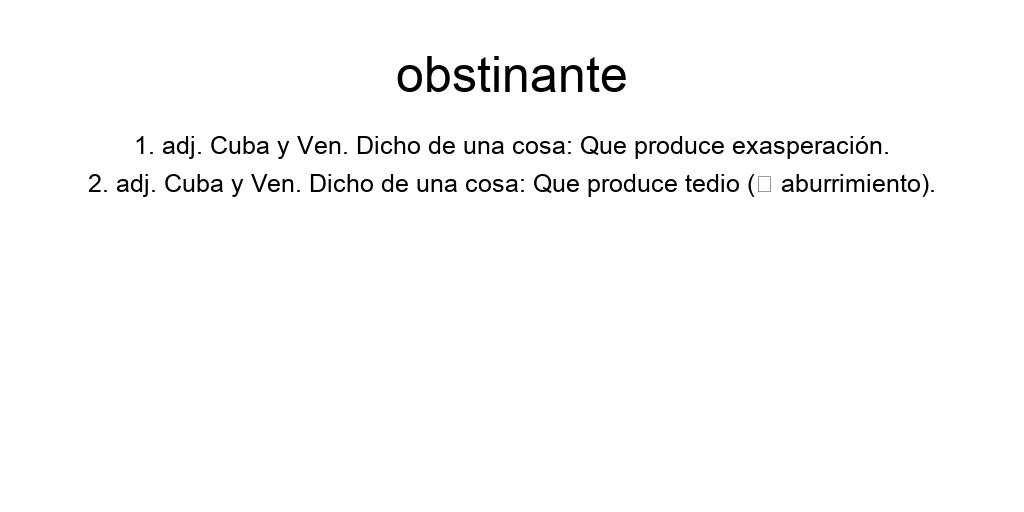 obstinante
1. adj. Cuba y Ven. Dicho de una cosa: Que produce exasperación.
2. adj. Cuba y Ven. Dicho de una cosa: Que produce tedio (□ aburrimiento).